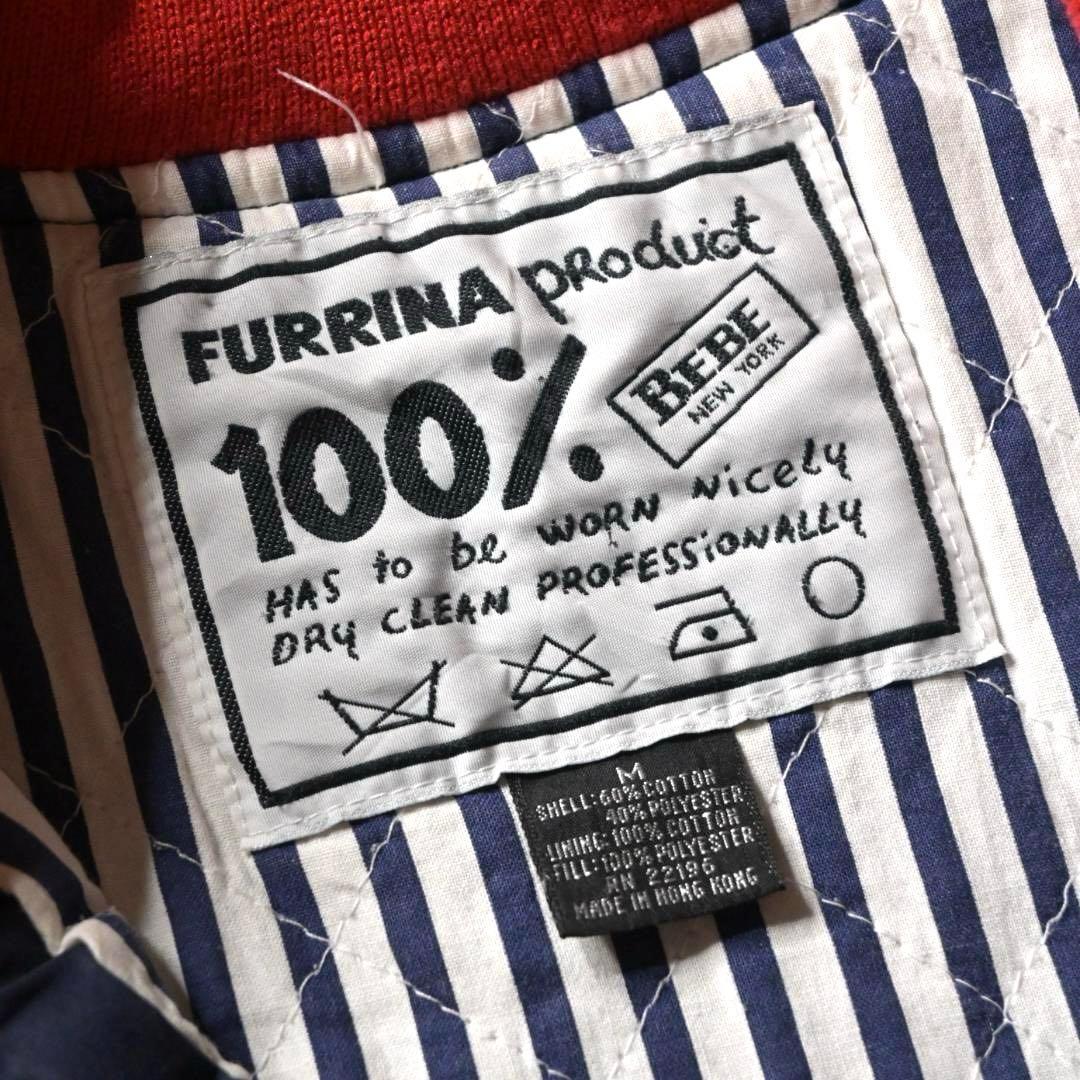 FURRINA product
100%
BEBE
NEW YORK
HAS to be WORN Nicely
DRY CLEAN PROFESSIONALLY
M
SHELL: 60% COTTON
40% POLYESTER
LINING: 100% COTTON
FILL: 100% POLYESTER
RN 22196
MADE IN HONG KONG